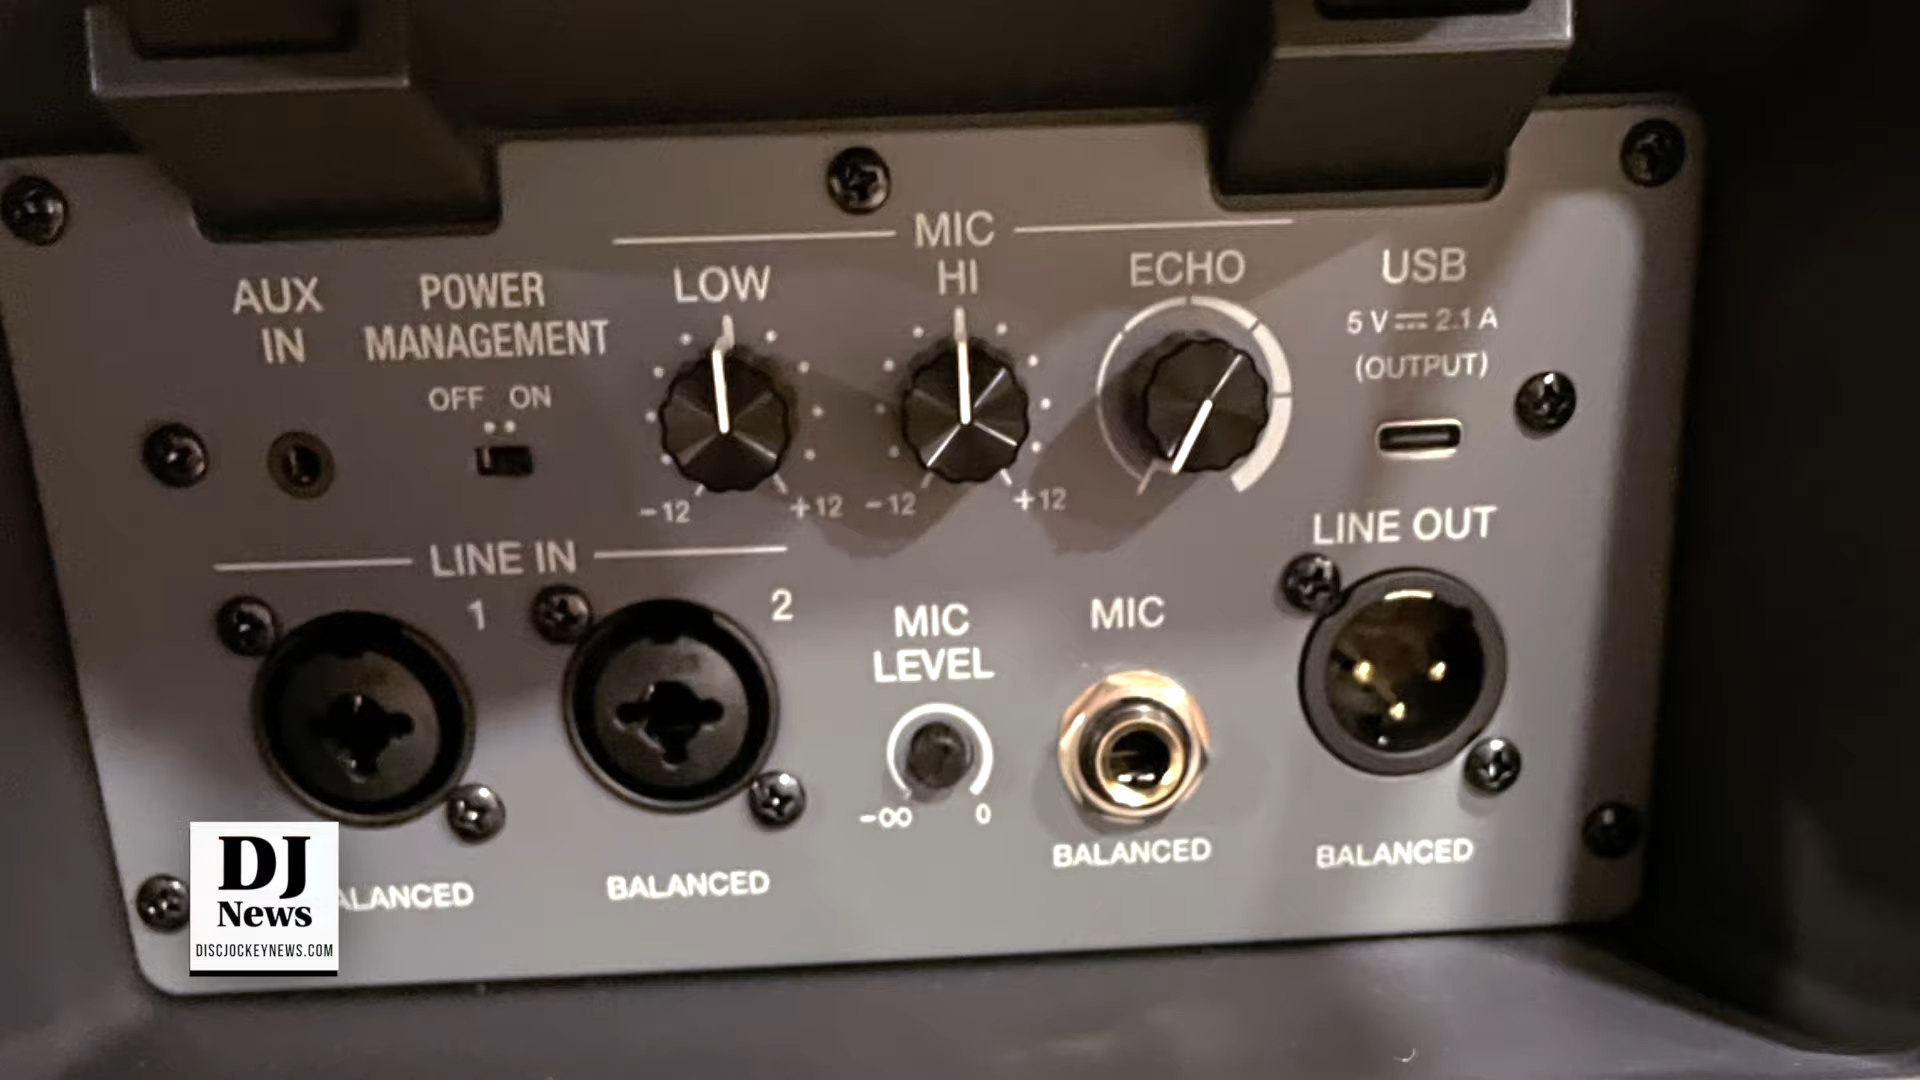 MIC
AUX
IN
POWER
MANAGEMENT
OFF ON
LOW
-12 +12
HI
-12 +12
ECHO
USB
5 V 2.1 A
(OUTPUT)
LINE IN
1 2
MIC
LEVEL
-∞ 0
MIC
LINE OUT
ALANCED
BALANCED
BALANCED
BALANCED
DJ
News
DISCJOCKEYNEWS.COM